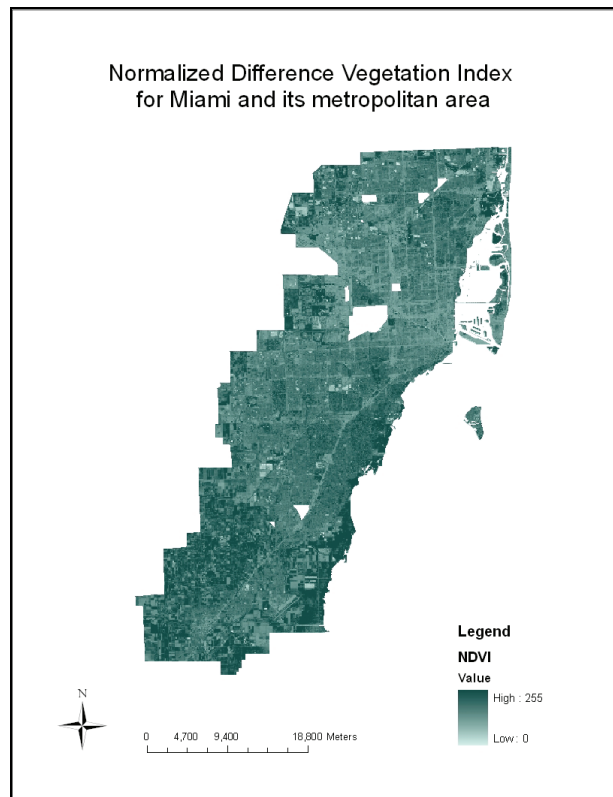 Normalized Difference Vegetation Index
for Miami and its metropolitan area
Legend
NDVI
Value
High : 255
Low : 0
N
0 4,700 9,400 18,800 Meters